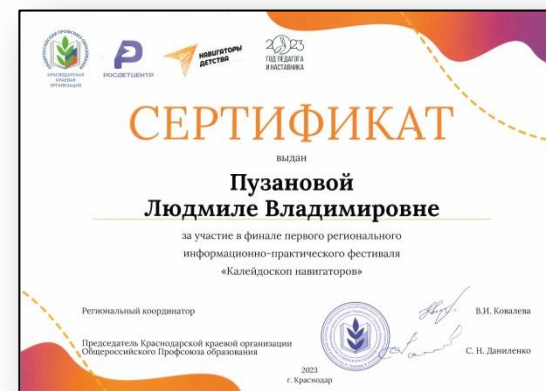 КРАСНОДАРСКАЯ
КРАЕВАЯ
ОРГАНИЗАЦИЯ
РОСДЕТЦЕНТР
НАВИГАТОРЫ
ДЕТСТВА
2023
ГОД ПЕДАГОГА
И НАСТАВНИКА
СЕРТИФИКАТ
выдан
Пузановой
Людмиле Владимировне
за участие в финале первого регионального
информационно-практического фестиваля
«Калейдоскоп навигаторов»
Региональный координатор
В.И. Ковалева
Председатель Краснодарской краевой организации
Общероссийского Профсоюза образования
С. Н. Даниленко
2023
г. Краснодар